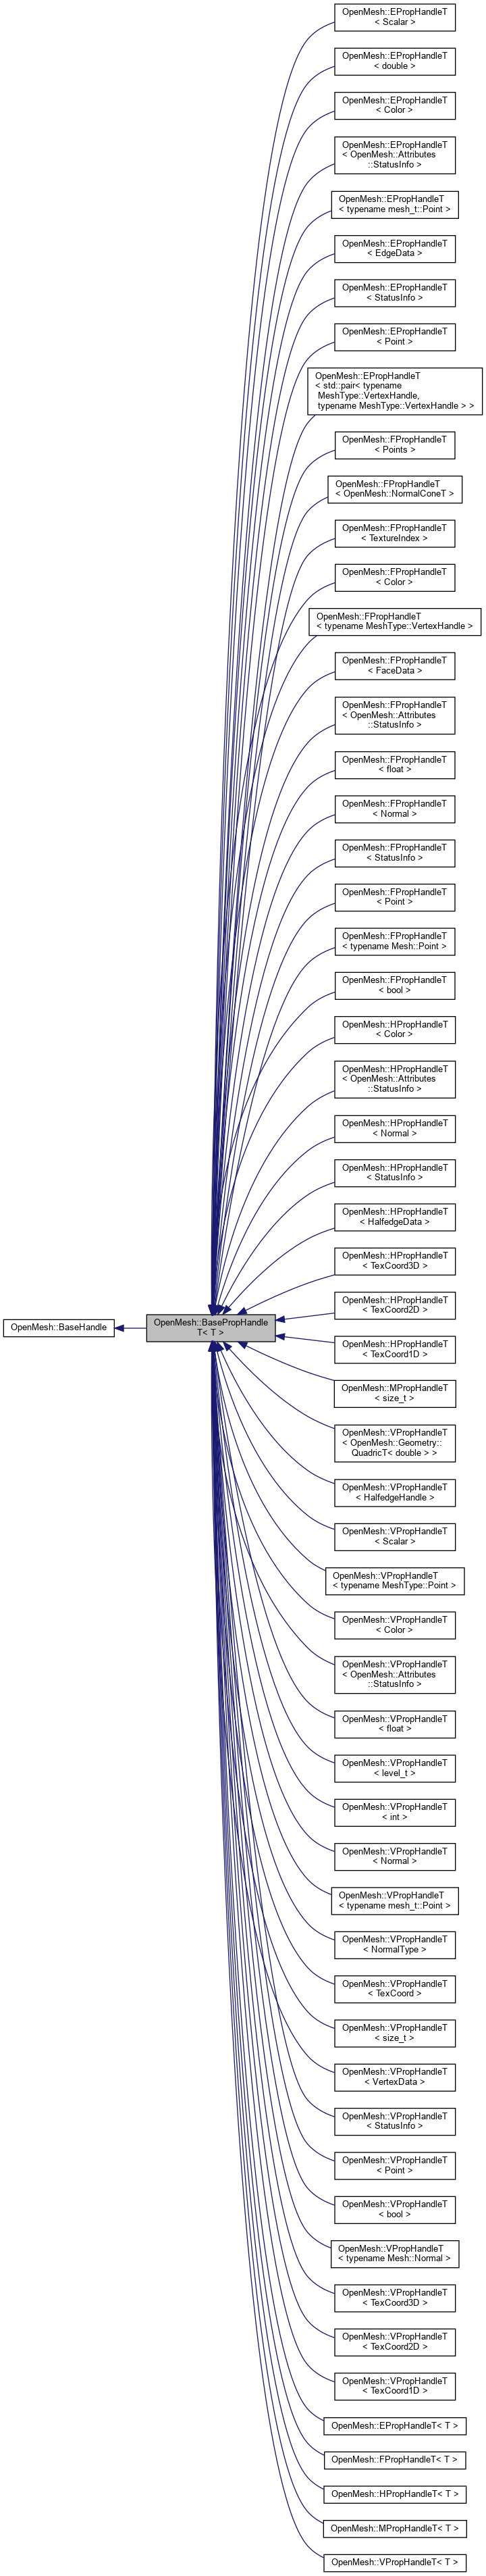 OpenMesh::EPropHandleT
< Scalar >
OpenMesh::EPropHandleT
< double >
OpenMesh::EPropHandleT
< Color >
OpenMesh::EPropHandleT
< OpenMesh::Attributes
::StatusInfo >
OpenMesh::EPropHandleT
< typename mesh_t::Point >
OpenMesh::EPropHandleT
< EdgeData >
OpenMesh::EPropHandleT
< StatusInfo >
OpenMesh::EPropHandleT
< Point >
OpenMesh::EPropHandleT
< std::pair< typename
MeshType::VertexHandle,
typename MeshType::VertexHandle > >
OpenMesh::FPropHandleT
< Points >
OpenMesh::FPropHandleT
< OpenMesh::NormalConeT >
OpenMesh::FPropHandleT
< TextureIndex >
OpenMesh::FPropHandleT
< Color >
OpenMesh::FPropHandleT
< typename MeshType::VertexHandle >
OpenMesh::FPropHandleT
< FaceData >
OpenMesh::FPropHandleT
< OpenMesh::Attributes
::StatusInfo >
OpenMesh::FPropHandleT
< float >
OpenMesh::FPropHandleT
< Normal >
OpenMesh::FPropHandleT
< StatusInfo >
OpenMesh::FPropHandleT
< Point >
OpenMesh::FPropHandleT
< typename Mesh::Point >
OpenMesh::FPropHandleT
< bool >
OpenMesh::HPropHandleT
< Color >
OpenMesh::HPropHandleT
< OpenMesh::Attributes
::StatusInfo >
OpenMesh::HPropHandleT
< Normal >
OpenMesh::HPropHandleT
< StatusInfo >
OpenMesh::HPropHandleT
< HalfedgeData >
OpenMesh::HPropHandleT
< TexCoord3D >
OpenMesh::HPropHandleT
< TexCoord2D >
OpenMesh::BaseHandle
OpenMesh::BasePropHandle
T< T >
OpenMesh::HPropHandleT
< TexCoord1D >
OpenMesh::MPropHandleT
< size_t >
OpenMesh::VPropHandleT
< OpenMesh::Geometry::
QuadricT< double > >
OpenMesh::VPropHandleT
< HalfedgeHandle >
OpenMesh::VPropHandleT
< Scalar >
OpenMesh::VPropHandleT
< typename MeshType::Point >
OpenMesh::VPropHandleT
< Color >
OpenMesh::VPropHandleT
< OpenMesh::Attributes
::StatusInfo >
OpenMesh::VPropHandleT
< float >
OpenMesh::VPropHandleT
< level_t >
OpenMesh::VPropHandleT
< int >
OpenMesh::VPropHandleT
< Normal >
OpenMesh::VPropHandleT
< typename mesh_t::Point >
OpenMesh::VPropHandleT
< NormalType >
OpenMesh::VPropHandleT
< TexCoord >
OpenMesh::VPropHandleT
< size_t >
OpenMesh::VPropHandleT
< VertexData >
OpenMesh::VPropHandleT
< StatusInfo >
OpenMesh::VPropHandleT
< Point >
OpenMesh::VPropHandleT
< bool >
OpenMesh::VPropHandleT
< typename Mesh::Normal >
OpenMesh::VPropHandleT
< TexCoord3D >
OpenMesh::VPropHandleT
< TexCoord2D >
OpenMesh::VPropHandleT
< TexCoord1D >
OpenMesh::EPropHandleT< T >
OpenMesh::FPropHandleT< T >
OpenMesh::HPropHandleT< T >
OpenMesh::MPropHandleT< T >
OpenMesh::VPropHandleT< T >